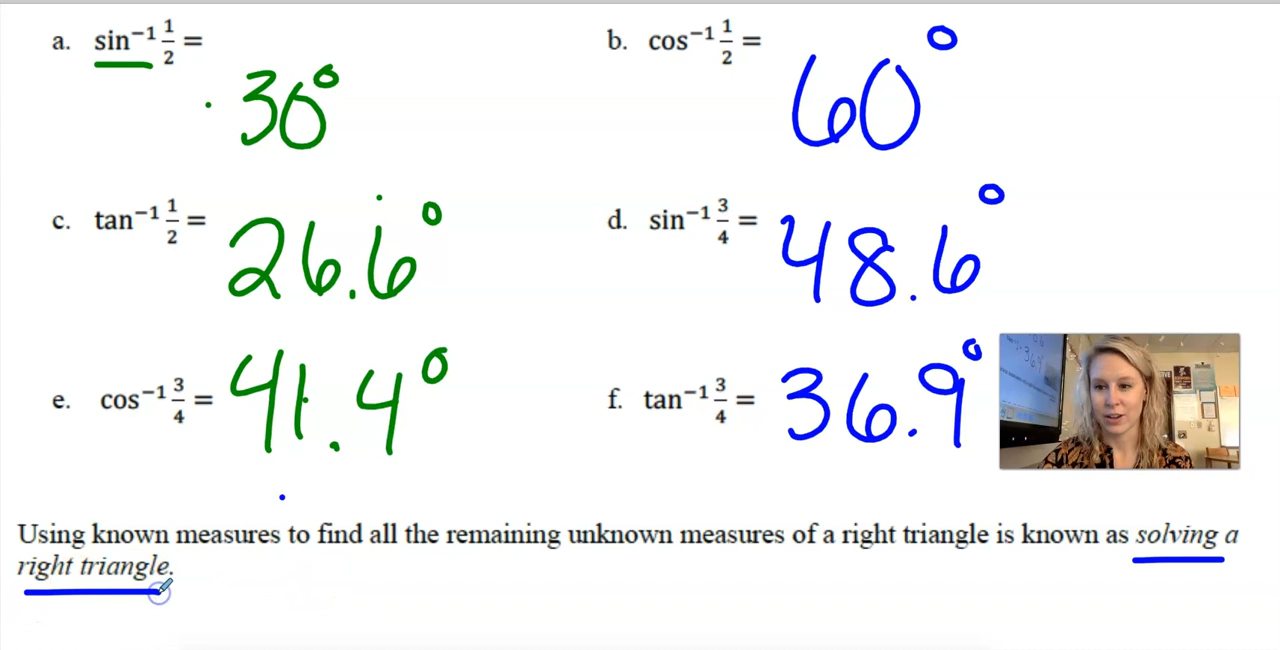 a. sin⁻¹ 1/2 = 30°
b. cos⁻¹ 1/2 = 60°
c. tan⁻¹ 1/2 = 26.6°
d. sin⁻¹ 3/4 = 48.6°
e. cos⁻¹ 3/4 = 41.4°
f. tan⁻¹ 3/4 = 36.9°
Using known measures to find all the remaining unknown measures of a right triangle is known as solving a
right triangle.